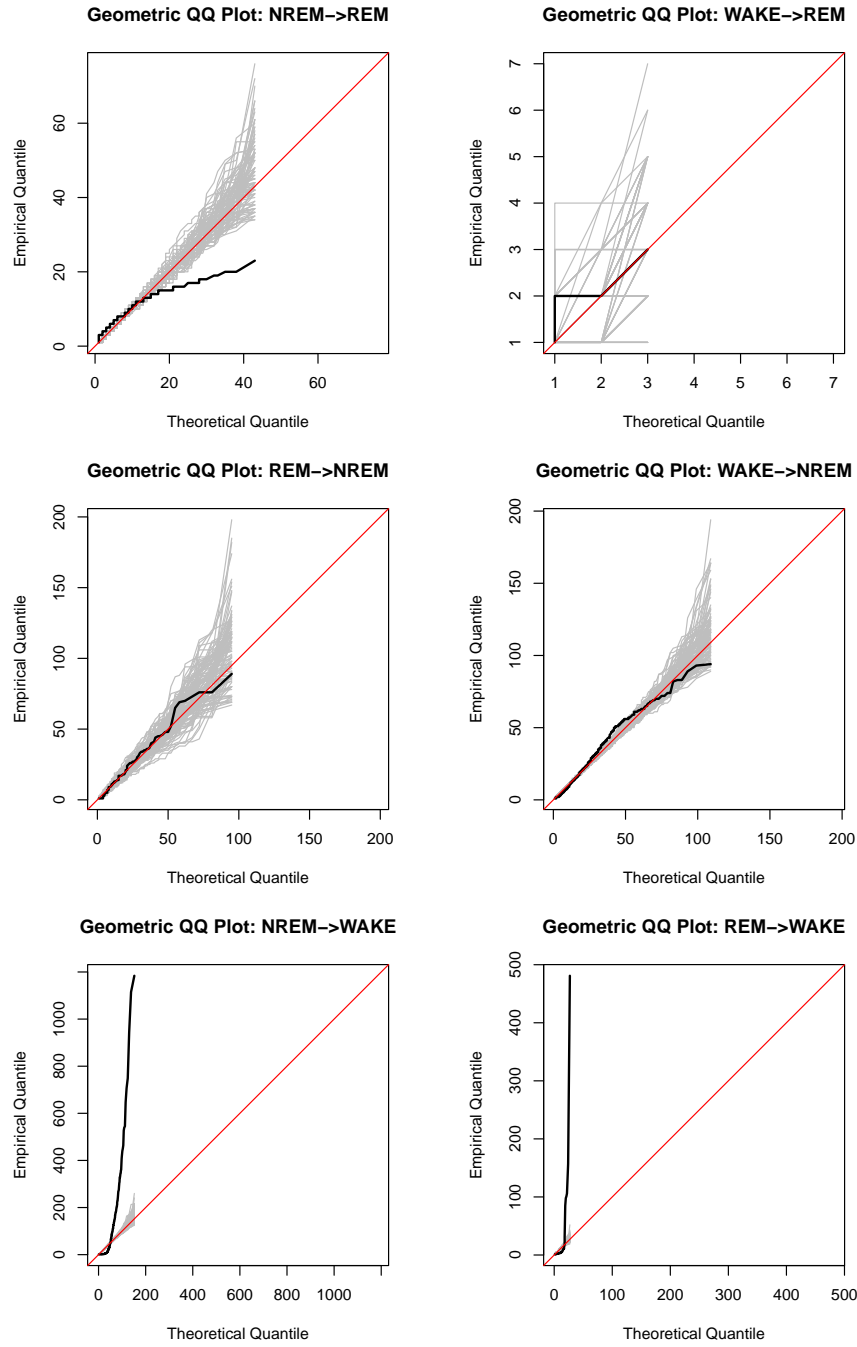 Geometric QQ Plot: NREM−>REM
Empirical Quantile
0 20 40 60
0 20 40 60
Theoretical Quantile
Geometric QQ Plot: WAKE−>REM
Empirical Quantile
1 2 3 4 5 6 7
1 2 3 4 5 6 7
Theoretical Quantile
Geometric QQ Plot: REM−>NREM
Empirical Quantile
0 50 100 150 200
0 50 100 150 200
Theoretical Quantile
Geometric QQ Plot: WAKE−>NREM
Empirical Quantile
0 50 100 150 200
0 50 100 150 200
Theoretical Quantile
Geometric QQ Plot: NREM−>WAKE
Empirical Quantile
0 200 400 600 800 1000
0 200 400 600 800 1000
Theoretical Quantile
Geometric QQ Plot: REM−>WAKE
Empirical Quantile
0 100 200 300 400 500
0 100 200 300 400 500
Theoretical Quantile